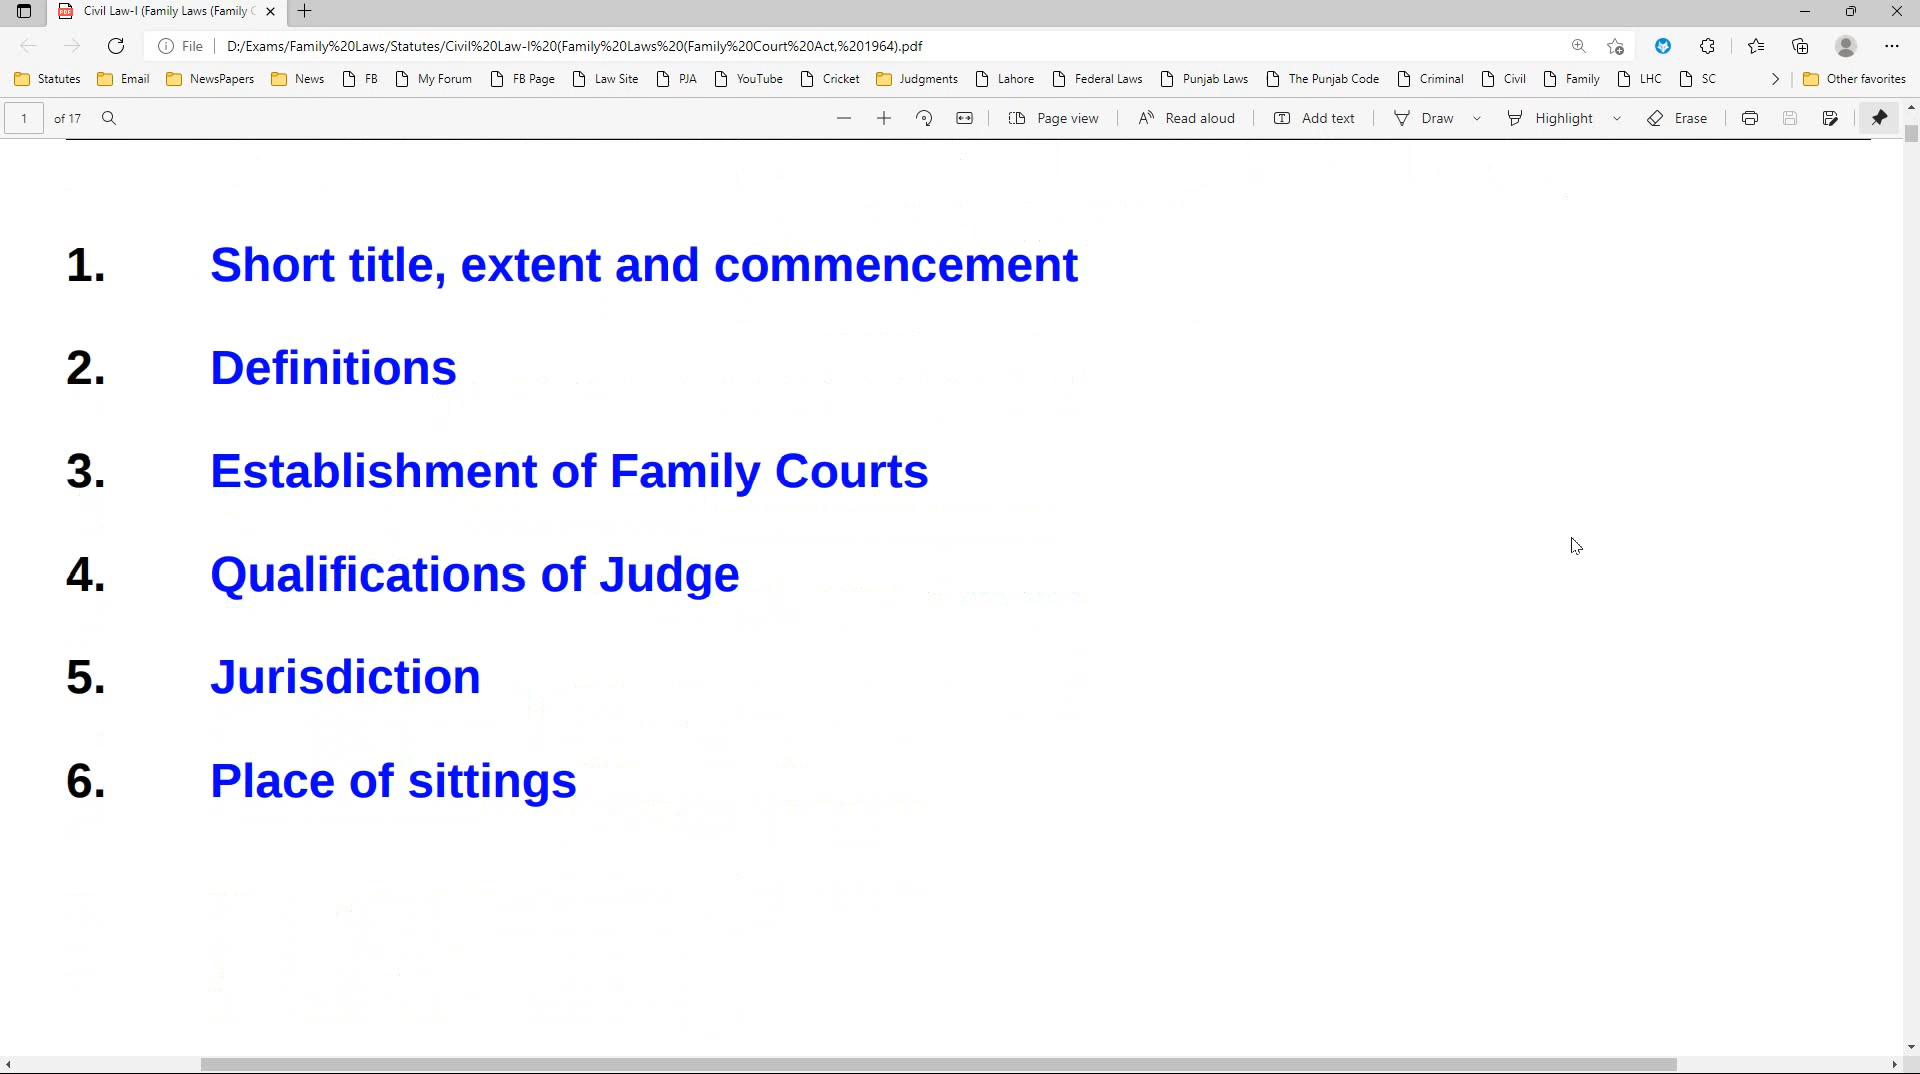 Civil Law-I (Family Laws (Family
File D:/Exams/Family%20Laws/Statutes/Civil%20Law-I%20(Family%20Laws%20(Family%20Court%20Act,%201964).pdf
Statutes Email NewsPapers News FB My Forum FB Page Law Site PJA YouTube Cricket Judgments Lahore Federal Laws Punjab Laws The Punjab Code Criminal Civil Family LHC SC Other favorites
1 of 17 Page view Read aloud Add text Draw Highlight Erase
1. Short title, extent and commencement
2. Definitions
3. Establishment of Family Courts
4. Qualifications of Judge
5. Jurisdiction
6. Place of sittings